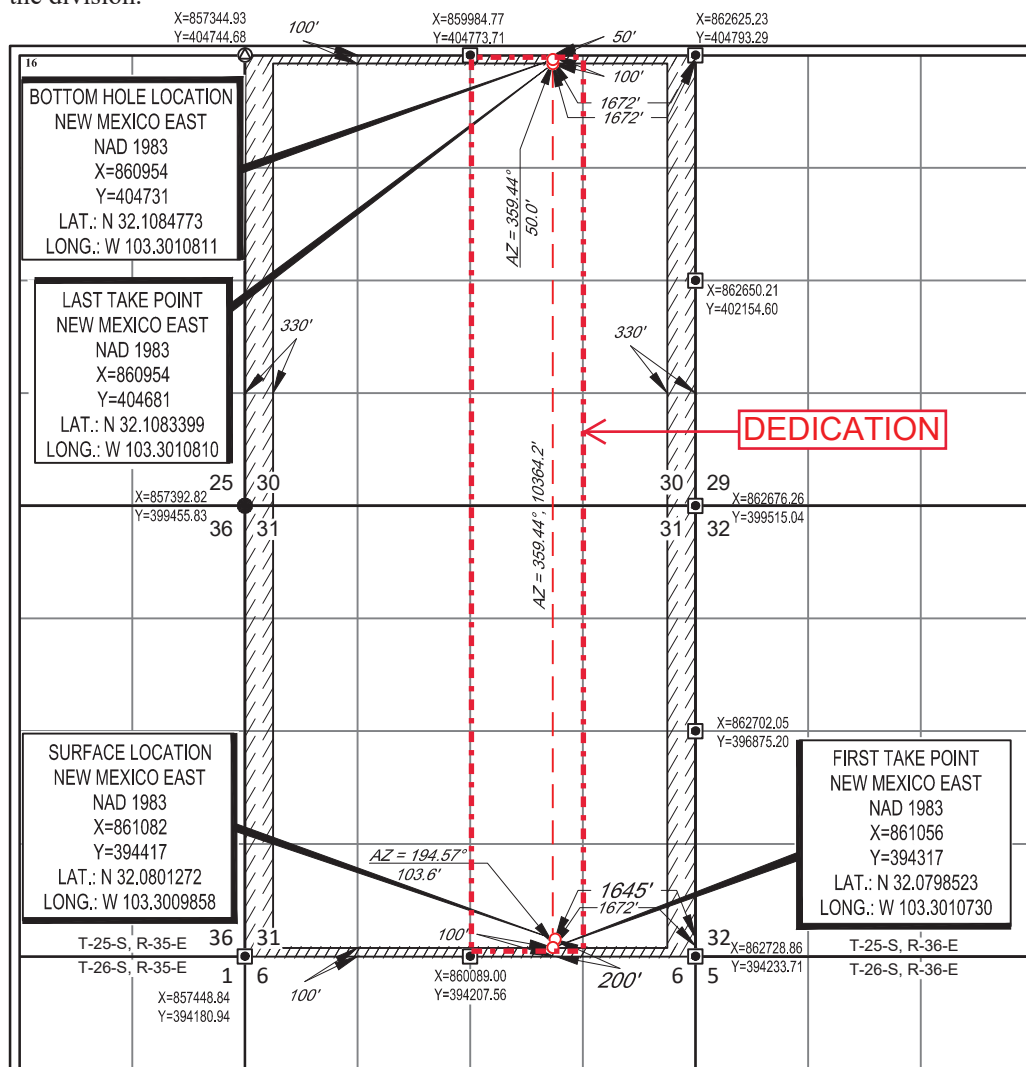 the division.
X=857344.93
Y=404744.68
100'
X=859984.77
Y=404773.71
50'
X=862625.23
Y=404793.29
16
100'
1672'
1672'
BOTTOM HOLE LOCATION
NEW MEXICO EAST
NAD 1983
X=860954
Y=404731
LAT.: N 32.1084773
LONG.: W 103.3010811
AZ = 359.44°
50.0'
LAST TAKE POINT
NEW MEXICO EAST
NAD 1983
X=860954
Y=404681
LAT.: N 32.1083399
LONG.: W 103.3010810
X=862650.21
Y=402154.60
330'
330'
DEDICATION
AZ = 359.44°, 10364.2'
25 30
30 29
X=857392.82
Y=399455.83
X=862676.26
Y=399515.04
36 31
31 32
X=862702.05
Y=396875.20
SURFACE LOCATION
NEW MEXICO EAST
NAD 1983
X=861082
Y=394417
LAT.: N 32.0801272
LONG.: W 103.3009858
FIRST TAKE POINT
NEW MEXICO EAST
NAD 1983
X=861056
Y=394317
LAT.: N 32.0798523
LONG.: W 103.3010730
AZ = 194.57°
103.6'
1645'
1672'
100'
36 31
32
T-25-S, R-35-E
X=862728.86
Y=394233.71
T-25-S, R-36-E
T-26-S, R-35-E
T-26-S, R-36-E
1 6
6 5
X=857448.84
Y=394180.94
100'
X=860089.00
Y=394207.56
200'